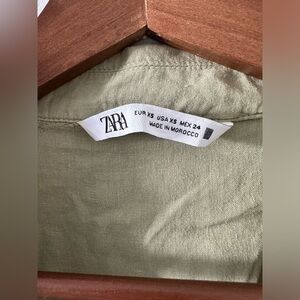 ZARA
EUR XS USA XS MEX 24
MADE IN MOROCCO